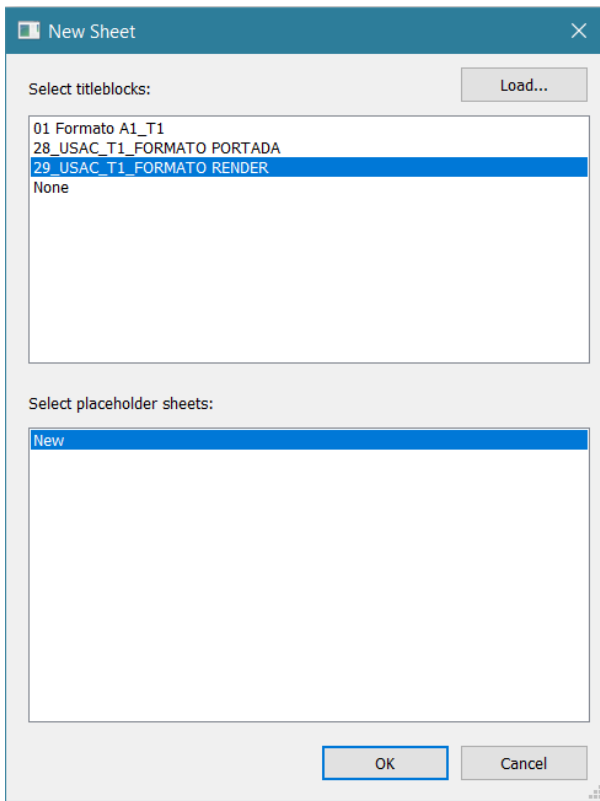 New Sheet
Select titleblocks:
Load...
01 Formato A1_T1
28_USAC_T1_FORMATO PORTADA
29_USAC_T1_FORMATO RENDER
None
Select placeholder sheets:
New
OK
Cancel